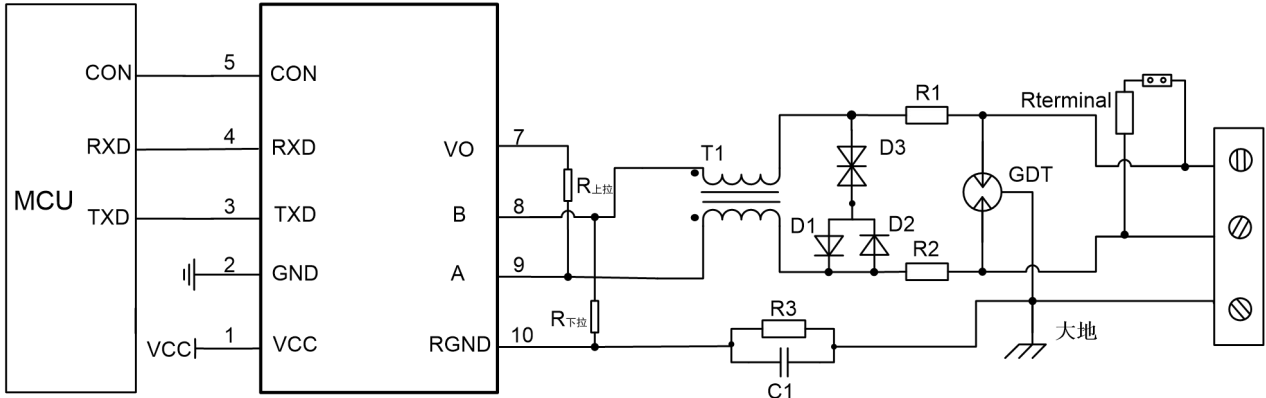 MCU
CON
RXD
TXD
5
4
3
2
1
CON
RXD
TXD
GND
VCC
VCC
VO
B
A
RGND
7
8
9
10
R上拉
R下拉
T1
D3
D1
D2
R1
R2
GDT
Rterminal
R3
C1
大地